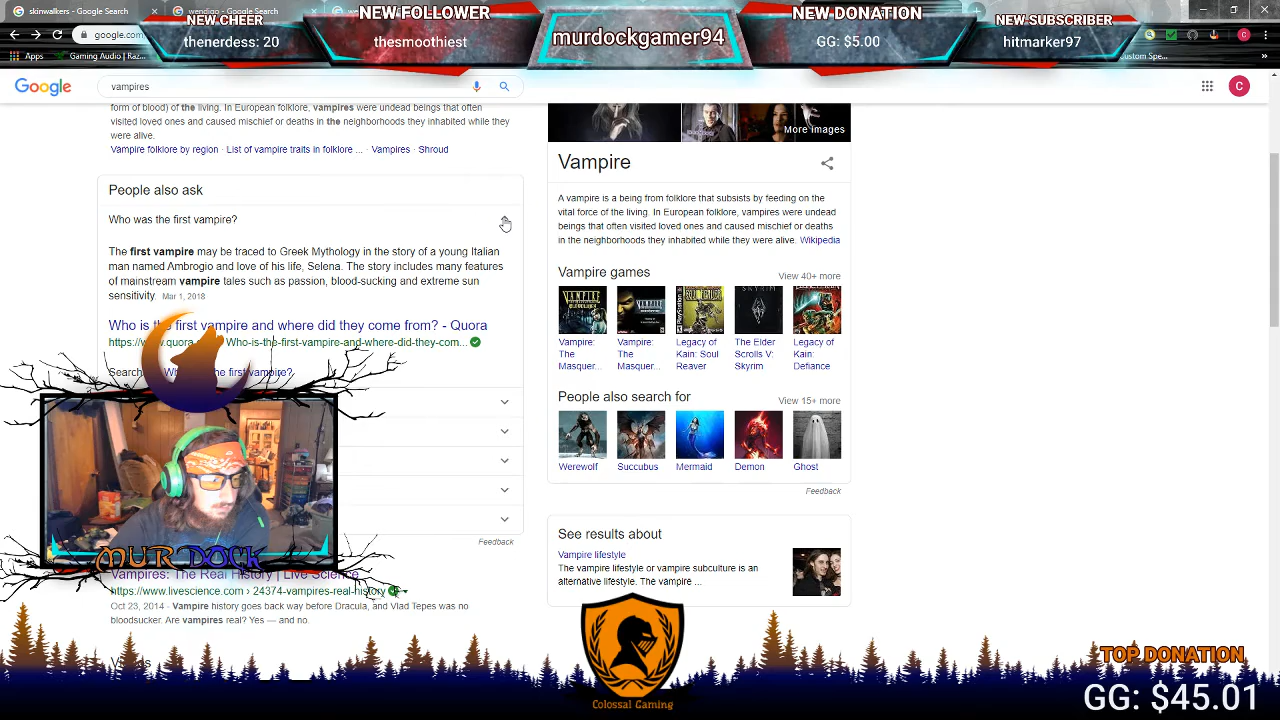 skinwalkers - Google Search
wendigo - Google Search
NEW CHEER
thenerdess: 20
NEW FOLLOWER
thesmoothiest
murdockgamer94
NEW DONATION
GG: $5.00
NEW SUBSCRIBER
hitmarker97
google.com
Apps
Gaming Audio | Raz...
Custom Spe...
Google
vampires
C
form of blood) of the living. In European folklore, vampires were undead beings that often
visited loved ones and caused mischief or deaths in the neighborhoods they inhabited while they
were alive.
Vampire folklore by region · List of vampire traits in folklore ... · Vampires · Shroud
People also ask
Who was the first vampire?
The first vampire may be traced to Greek Mythology in the story of a young Italian
man named Ambrogio and love of his life, Selena. The story includes many features
of mainstream vampire tales such as passion, blood-sucking and extreme sun
sensitivity. Mar 1, 2018
Who is the first vampire and where did they come from? - Quora
https://www.quora Who-is-the-first-vampire-and-where-did-they-com...
Search first vampire?
Feedback
MURDOCK
Vampires: The Real History | Live Science
https://www.livescience.com › 24374-vampires-real-history
Oct 23, 2014 - Vampire history goes back way before Dracula, and Vlad Tepes was no
bloodsucker. Are vampires real? Yes — and no.
More images
Vampire
A vampire is a being from folklore that subsists by feeding on the
vital force of the living. In European folklore, vampires were undead
beings that often visited loved ones and caused mischief or deaths
in the neighborhoods they inhabited while they were alive. Wikipedia
Vampire games
View 40+ more
Vampire: The Masquer...
Vampire: The Masquer...
Legacy of Kain: Soul Reaver
The Elder Scrolls V: Skyrim
Legacy of Kain: Defiance
People also search for
View 15+ more
Werewolf
Succubus
Mermaid
Demon
Ghost
Feedback
See results about
Vampire lifestyle
The vampire lifestyle or vampire subculture is an
alternative lifestyle. The vampire ...
Colossal Gaming
TOP DONATION
GG: $45.01